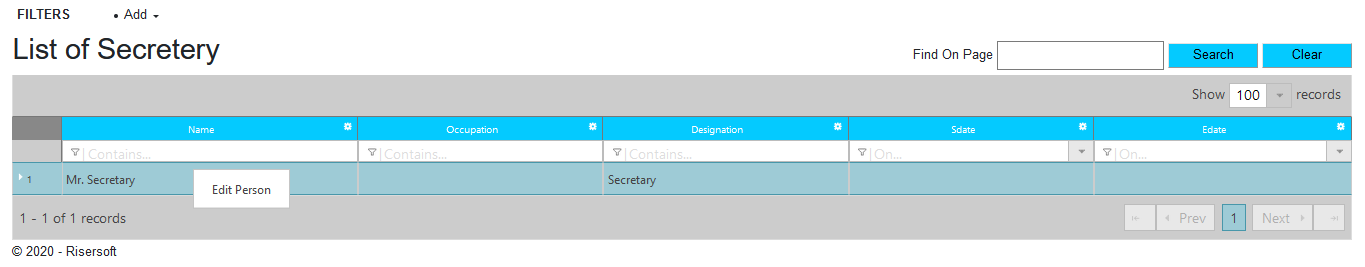 FILTERS • Add
List of Secretery
Find On Page Search Clear
Show 100 records
Name Occupation Designation Sdate Edate
Contains... Contains... Contains... On... On...
1 Mr. Secretary Secretary
Edit Person
1 - 1 of 1 records Prev 1 Next
© 2020 - Risersoft